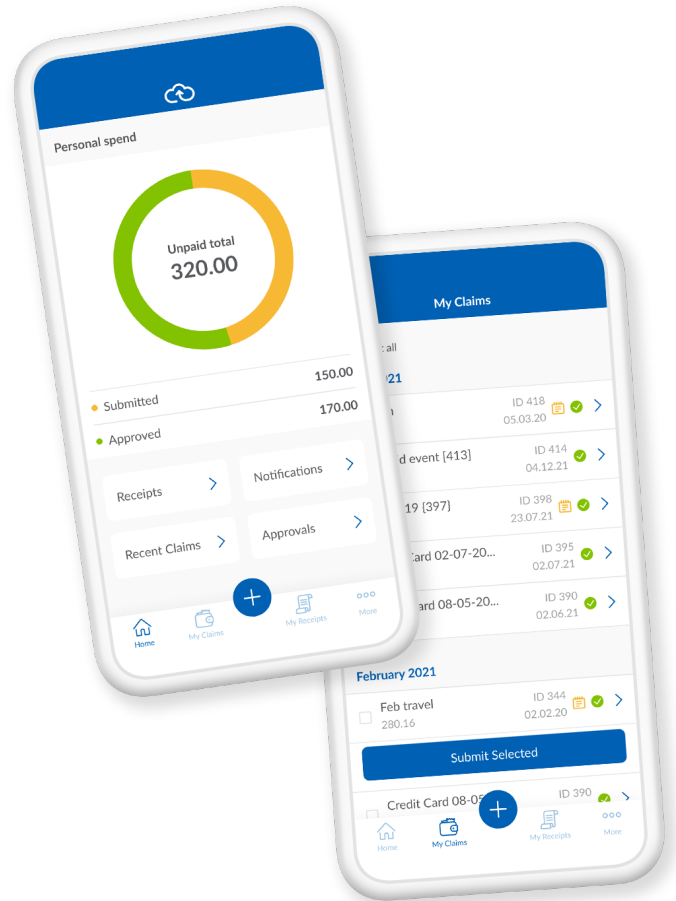 Personal spend
Unpaid total
320.00
Submitted 150.00
Approved 170.00
Receipts
Notifications
Recent Claims
Approvals
Home
My Claims
My Receipts
More
My Claims
all
21
ID 418
05.03.20
d event [413] ID 414
04.12.21
19 {397} ID 398
23.07.21
Card 02-07-20... ID 395
02.07.21
ard 08-05-20... ID 390
02.06.21
February 2021
Feb travel ID 344
280.16 02.02.20
Submit Selected
Credit Card 08-05 ID 390
Home
My Claims
My Receipts
More